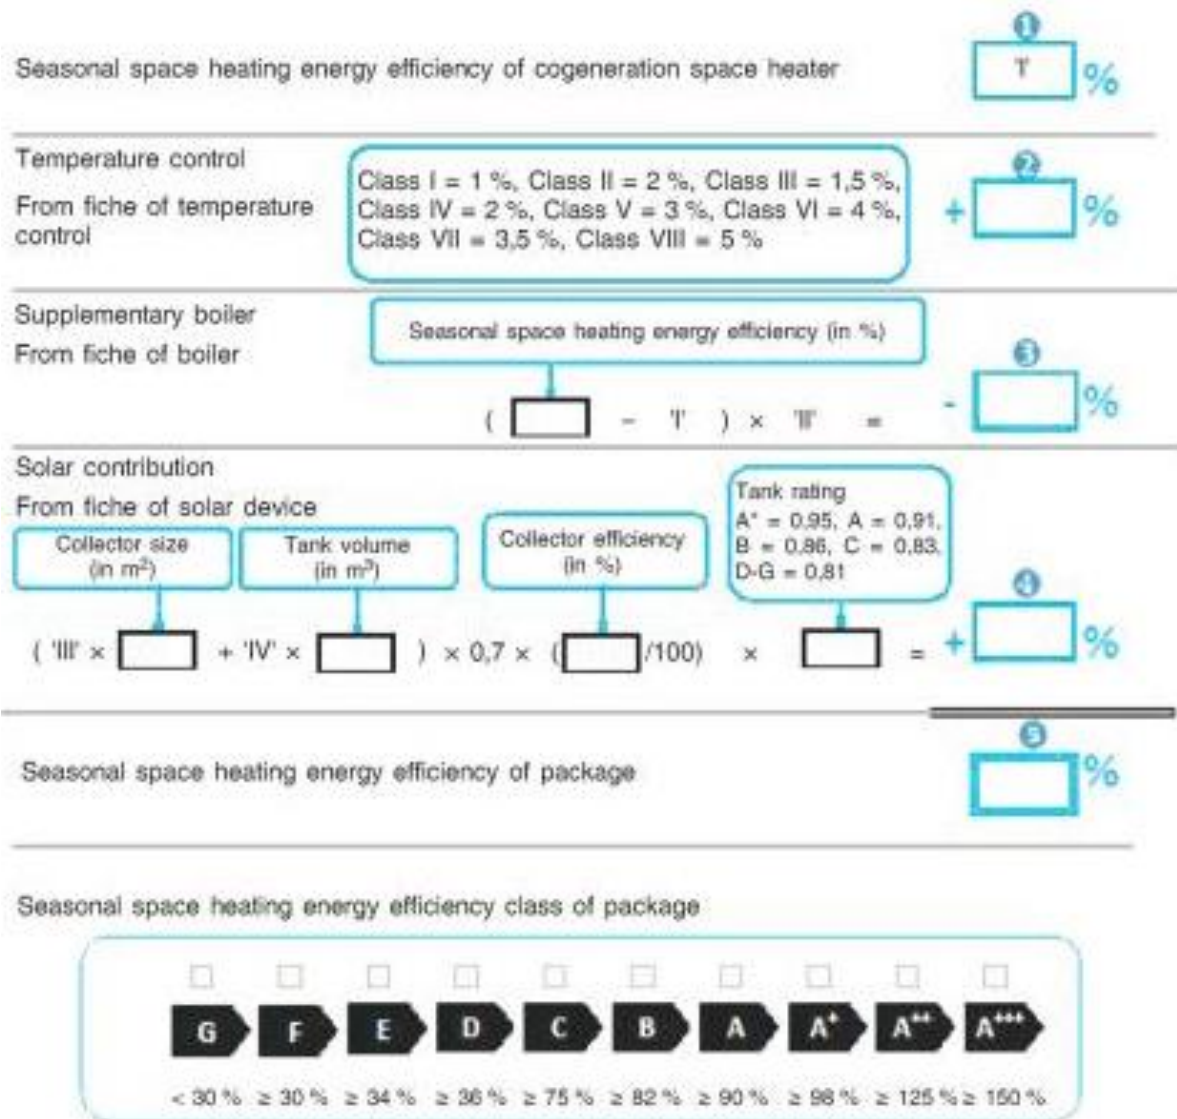 1
Seasonal space heating energy efficiency of cogeneration space heater
'I' %
Temperature control
From fiche of temperature
control
Class I = 1 %, Class II = 2 %, Class III = 1,5 %,
Class IV = 2 %, Class V = 3 %, Class VI = 4 %,
Class VII = 3,5 %, Class VIII = 5 %
2
+ %
Supplementary boiler
From fiche of boiler
Seasonal space heating energy efficiency (in %)
3
( − 'I' ) × 'II' = - %
Solar contribution
From fiche of solar device
Collector size
(in m²)
Tank volume
(in m³)
Collector efficiency
(in %)
Tank rating
A* = 0,95, A = 0,91,
B = 0,86, C = 0,83,
D-G = 0,81
4
( 'III' × + 'IV' × ) × 0,7 × ( /100) × = + %
5
Seasonal space heating energy efficiency of package
%
Seasonal space heating energy efficiency class of package
G F E D C B A A⁺ A⁺⁺ A⁺⁺⁺
< 30 % ≥ 30 % ≥ 34 % ≥ 36 % ≥ 75 % ≥ 82 % ≥ 90 % ≥ 98 % ≥ 125 % ≥ 150 %